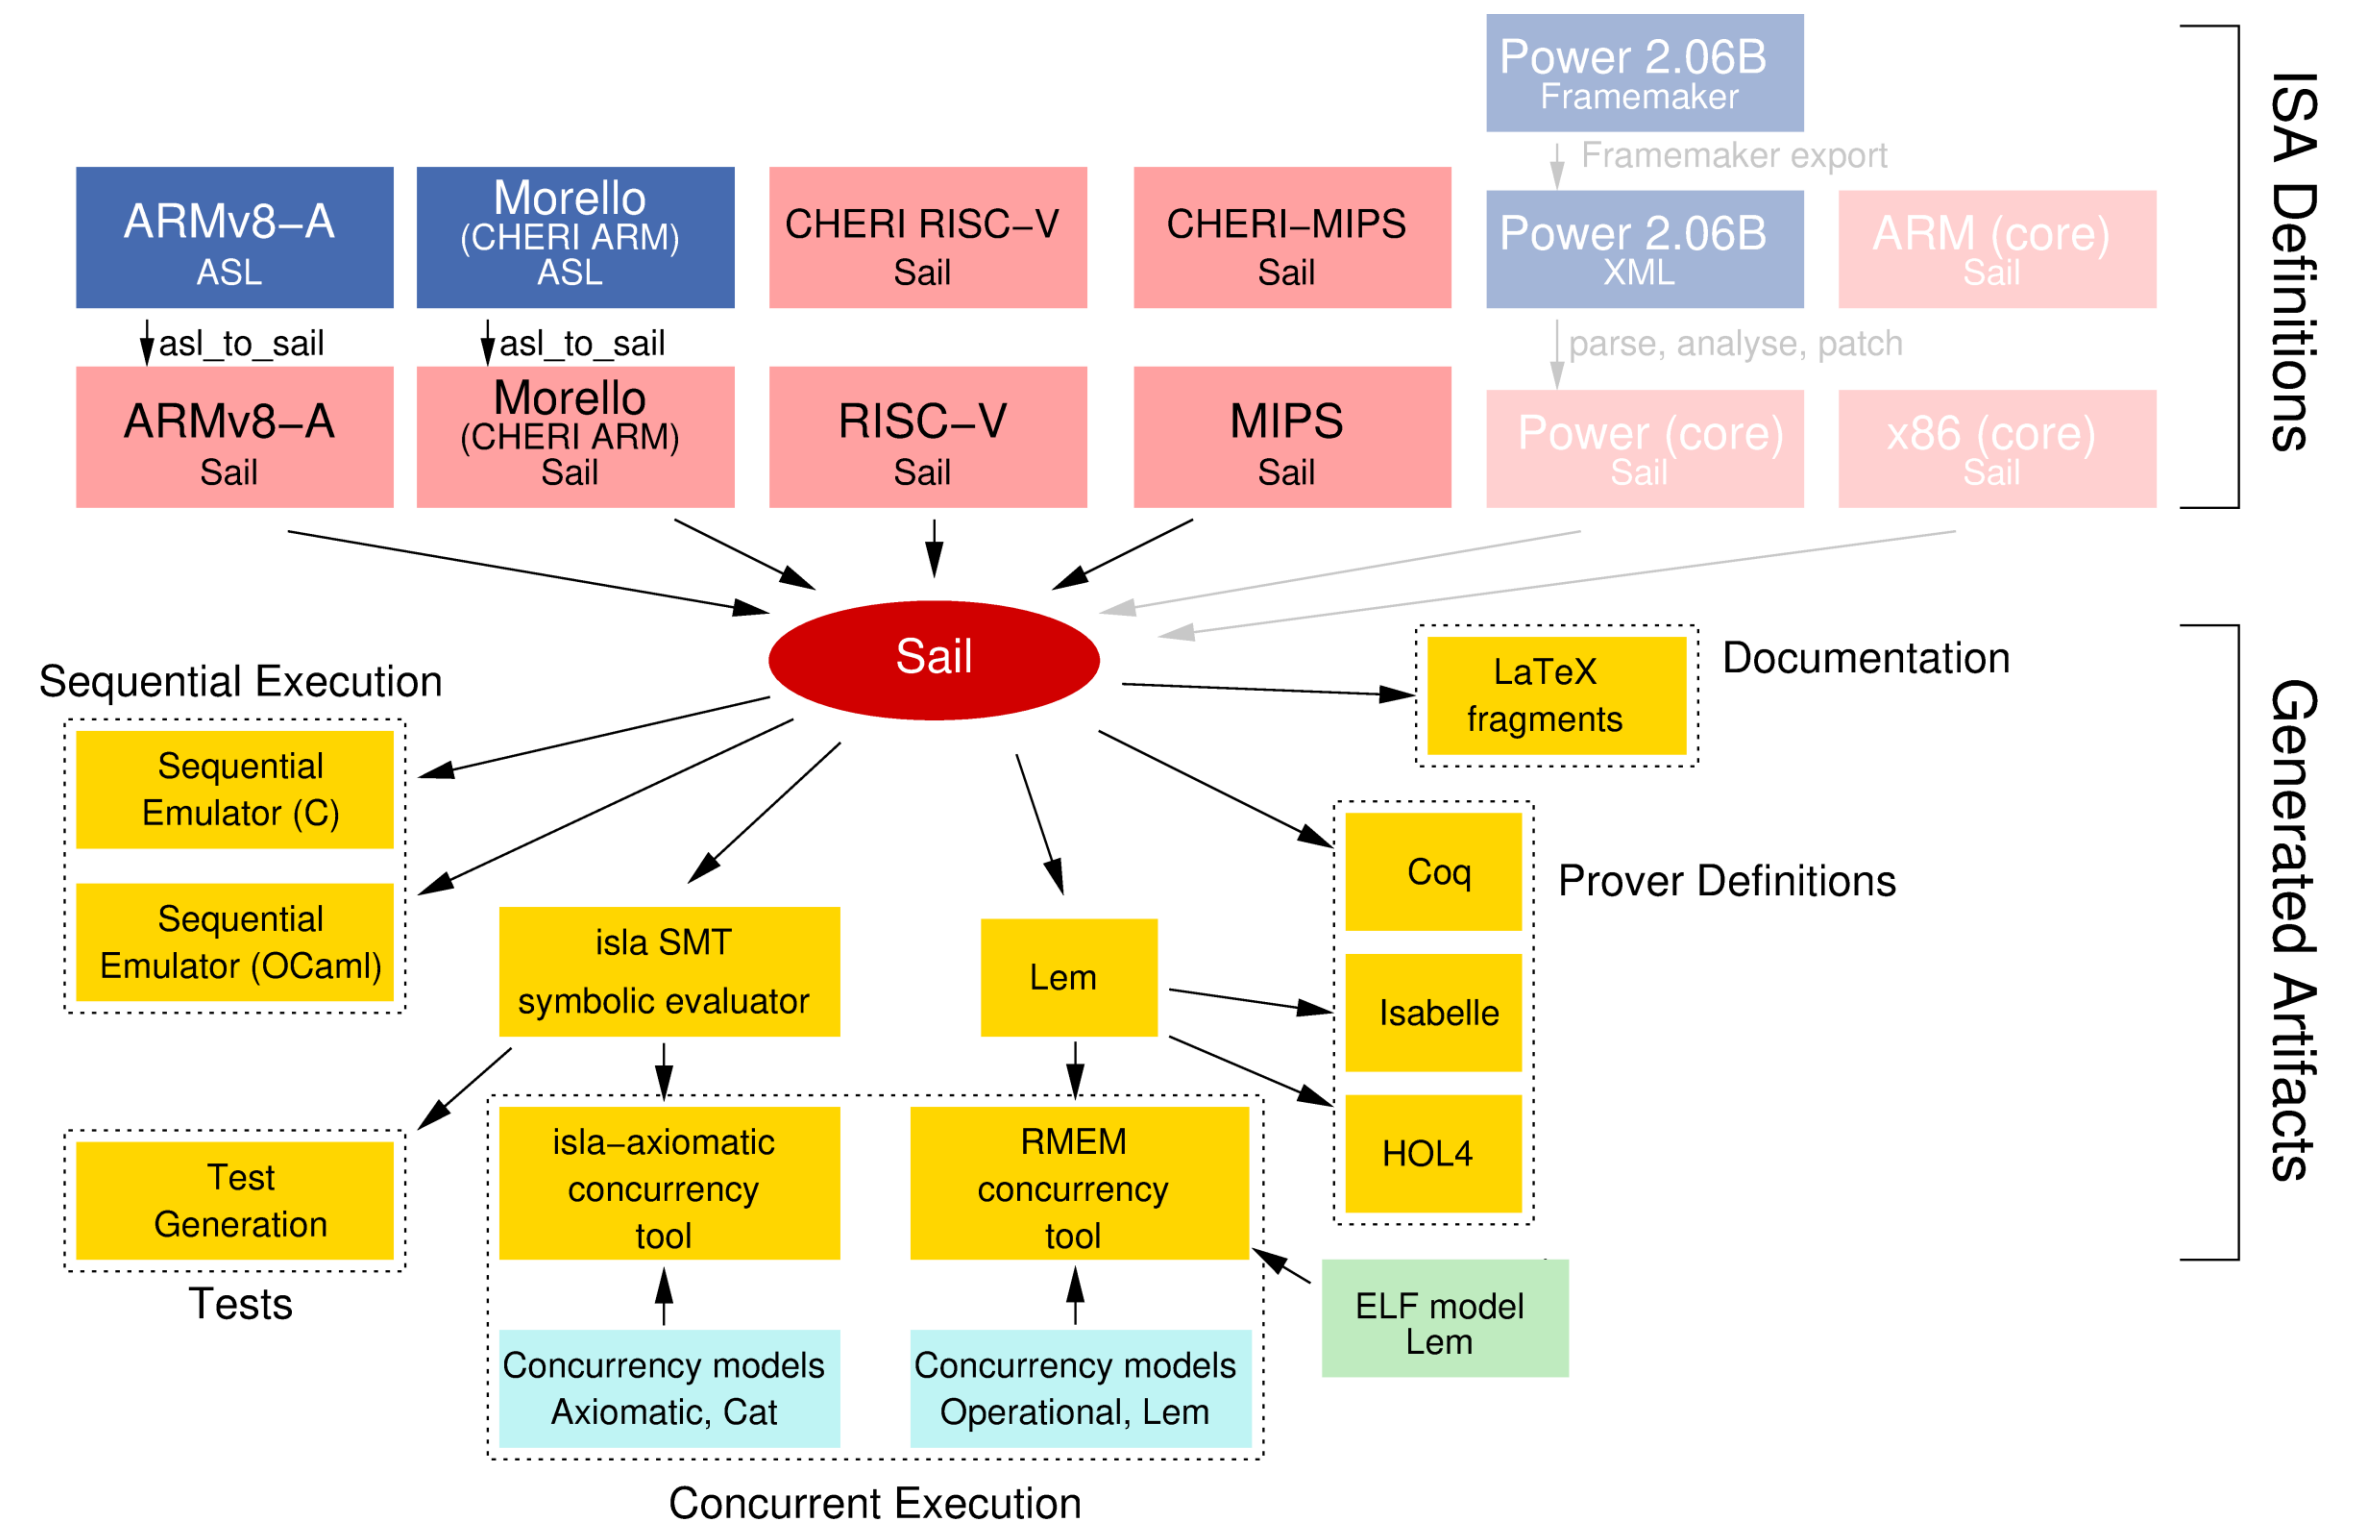 Power 2.06B
Framemaker
Framemaker export
ARMv8–A
ASL
Morello
(CHERI ARM)
ASL
CHERI RISC–V
Sail
CHERI–MIPS
Sail
Power 2.06B
XML
ARM (core)
Sail
asl_to_sail
asl_to_sail
parse, analyse, patch
ARMv8–A
Sail
Morello
(CHERI ARM)
Sail
RISC–V
Sail
MIPS
Sail
Power (core)
Sail
x86 (core)
Sail
ISA Definitions
Sail
Sequential Execution
Sequential
Emulator (C)
Sequential
Emulator (OCaml)
LaTeX
fragments
Documentation
Coq
Isabelle
HOL4
Prover Definitions
Generated Artifacts
isla SMT
symbolic evaluator
Lem
Test
Generation
Tests
isla–axiomatic
concurrency
tool
RMEM
concurrency
tool
ELF model
Lem
Concurrency models
Axiomatic, Cat
Concurrency models
Operational, Lem
Concurrent Execution